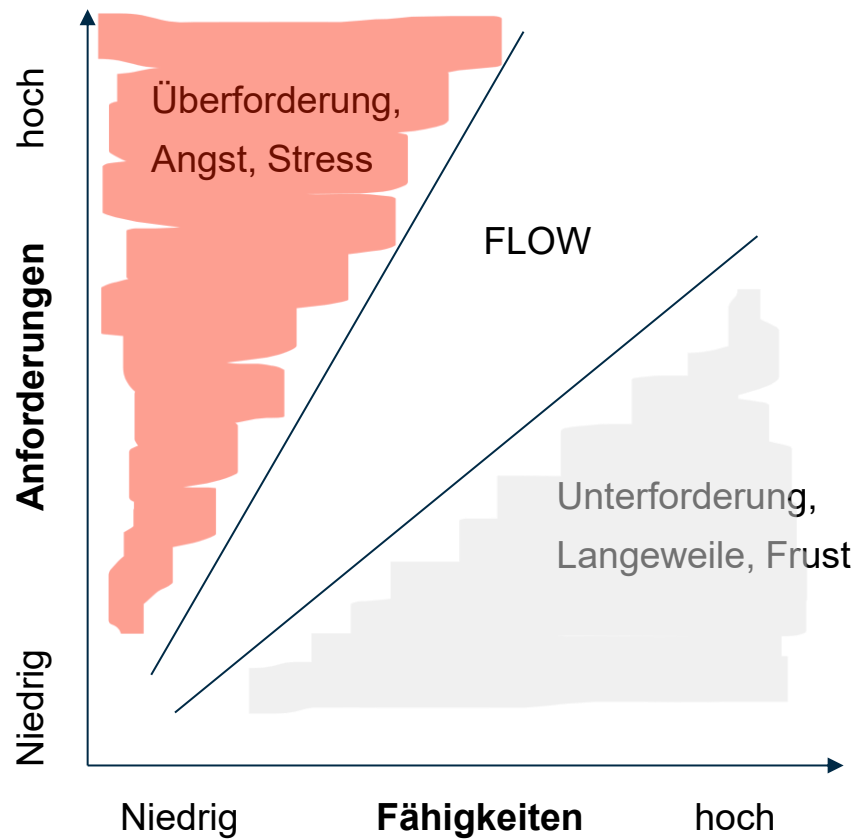 hoch
Überforderung,
Angst, Stress
FLOW
Anforderungen
Unterforderung,
Langeweile, Frust
Niedrig
Niedrig Fähigkeiten hoch